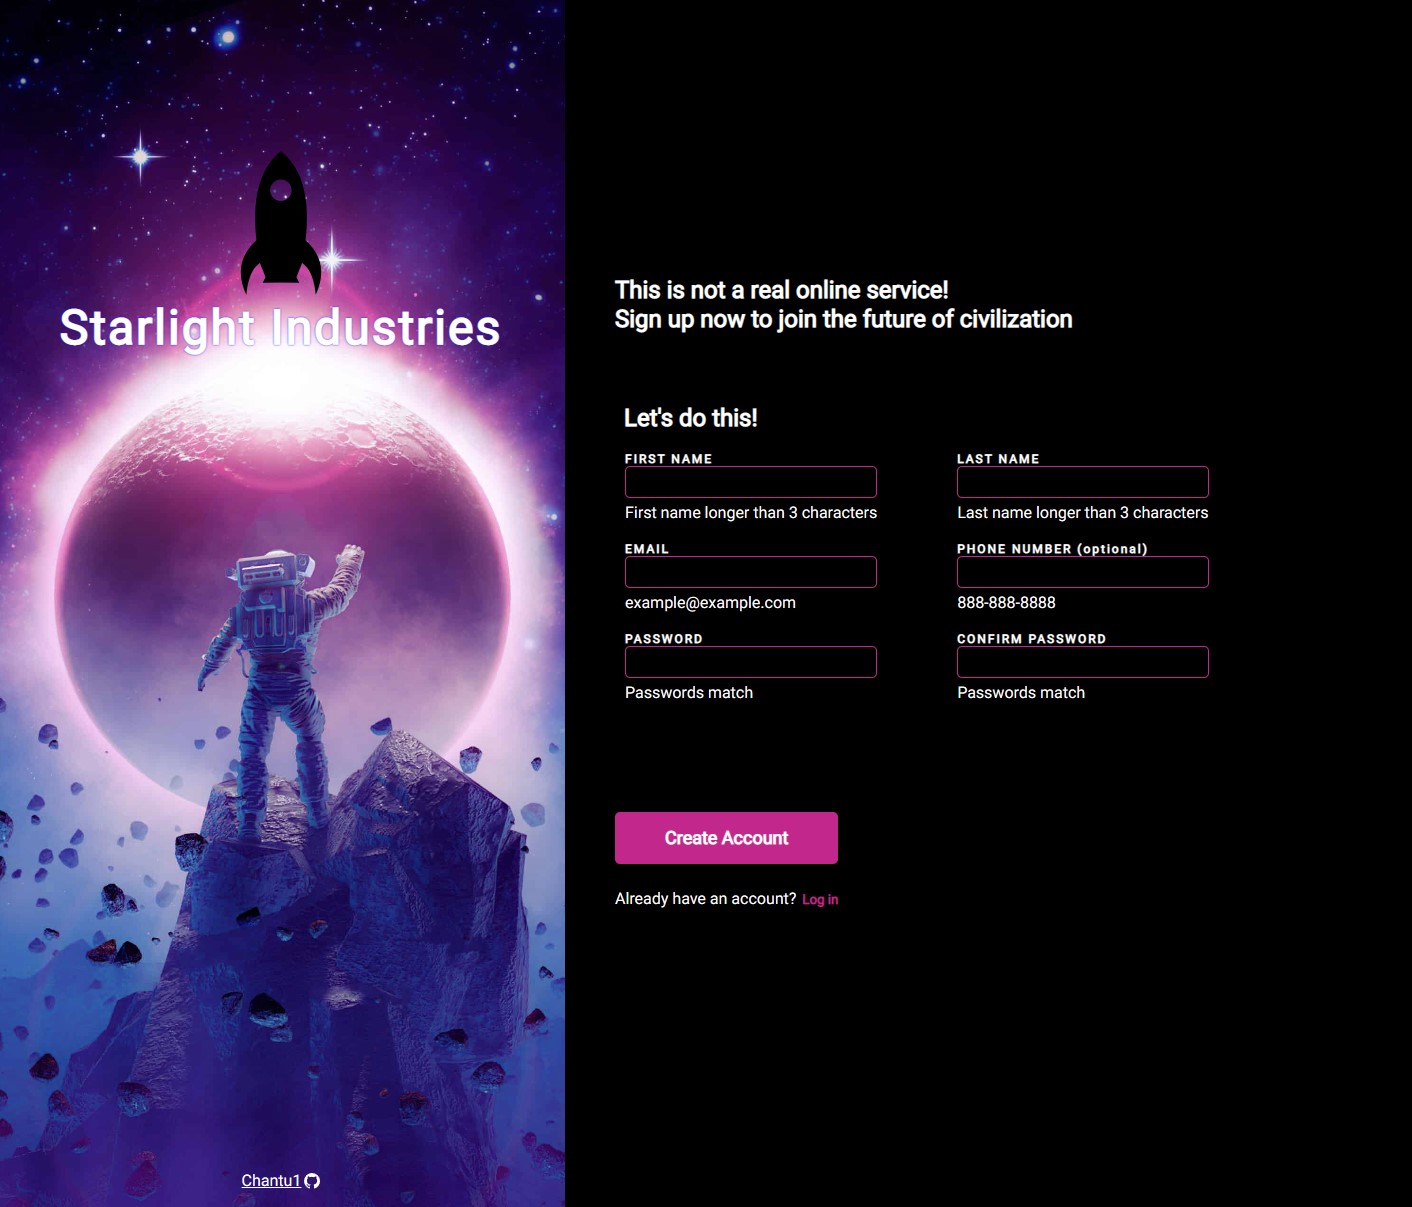 Starlight Industries
Chantu1
This is not a real online service!
Sign up now to join the future of civilization
Let's do this!
FIRST NAME
First name longer than 3 characters
LAST NAME
Last name longer than 3 characters
EMAIL
example@example.com
PHONE NUMBER (optional)
888-888-8888
PASSWORD
Passwords match
CONFIRM PASSWORD
Passwords match
Create Account
Already have an account? Log in